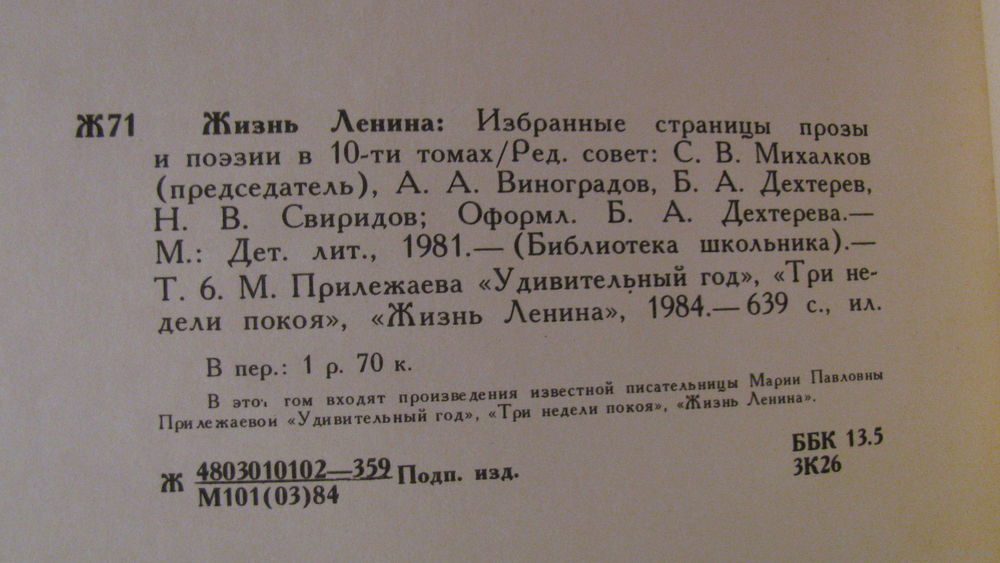 Ж71 Жизнь Ленина: Избранные страницы прозы
и поэзии в 10-ти томах/Ред. совет: С. В. Михалков
(председатель), А. А. Виноградов, Б. А. Дехтерев,
Н. В. Свиридов; Оформл. Б. А. Дехтерева.—
М.: Дет. лит., 1981.— (Библиотека школьника).—
Т. 6. М. Прилежаева «Удивительный год», «Три не-
дели покоя», «Жизнь Ленина», 1984.— 639 с., ил.
В пер.: 1 р. 70 к.
В этот том входят произведения известной писательницы Марии Павловны
Прилежаевой «Удивительный год», «Три недели покоя», «Жизнь Ленина».
Ж 4803010102—359 Подп. изд.
М101(03)84
ББК 13.5
3К26